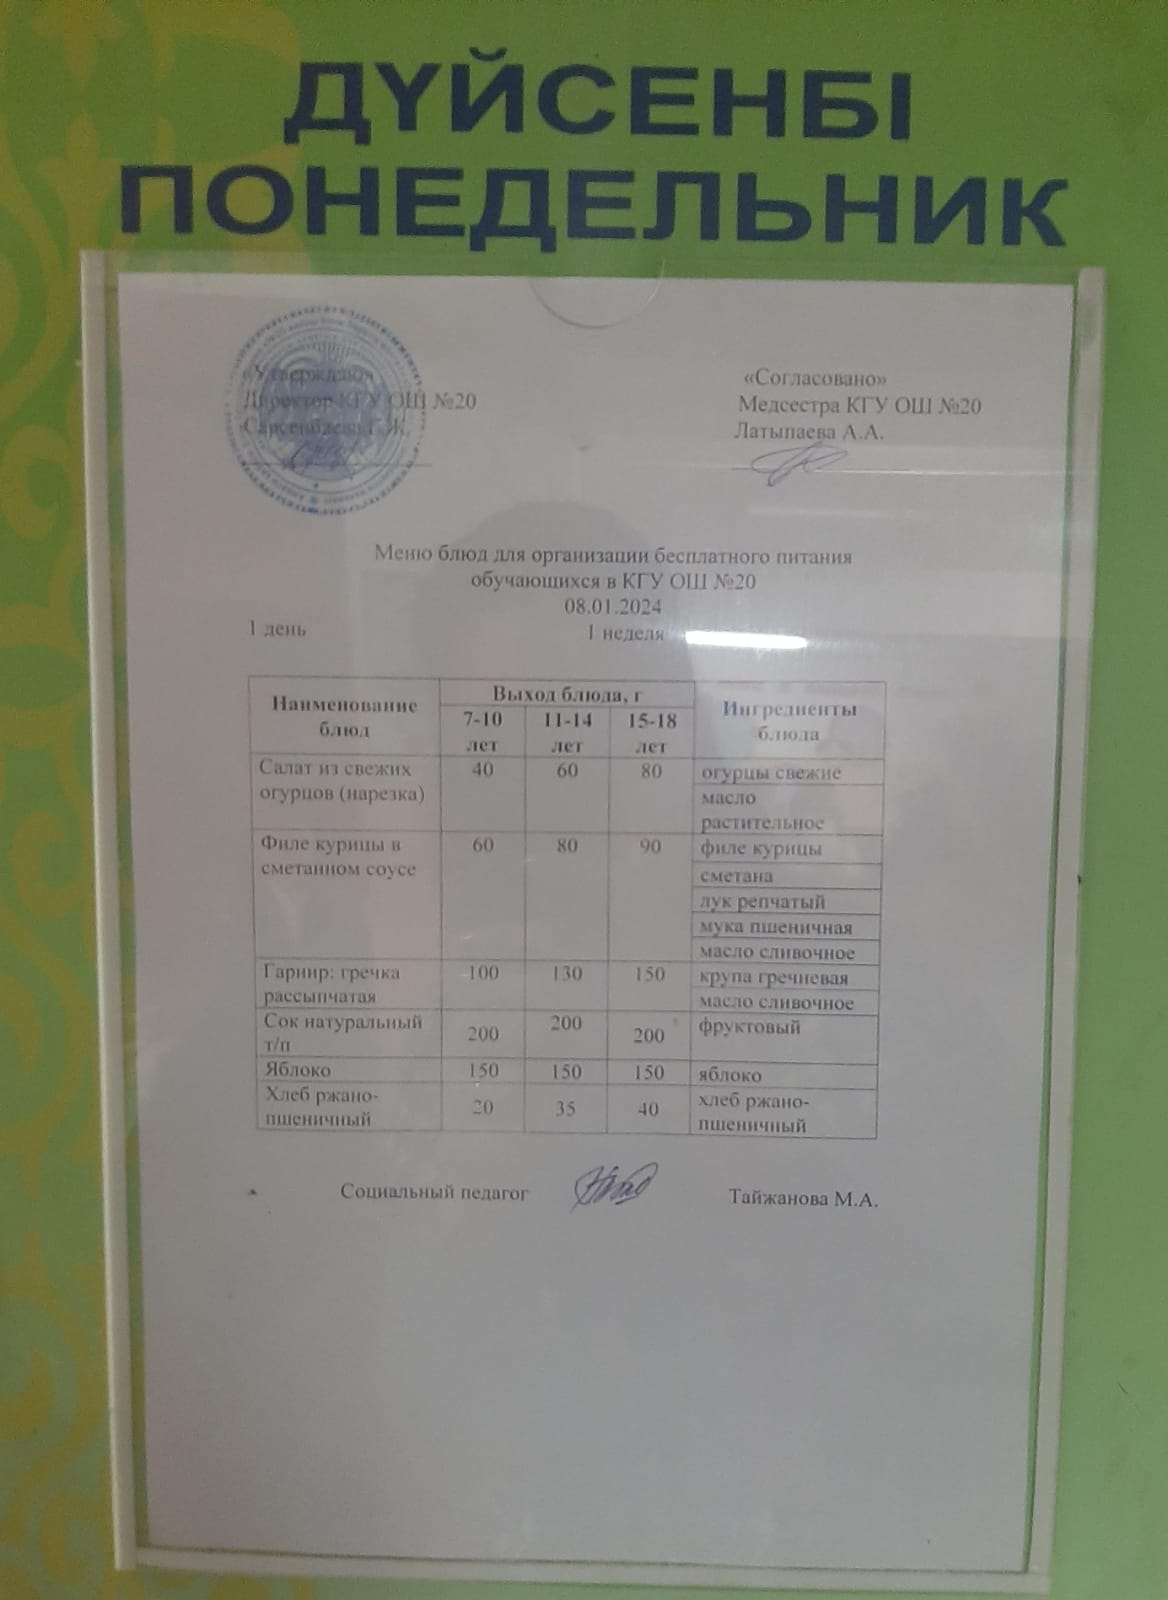 ДҮЙСЕНБІ
ПОНЕДЕЛЬНИК
«Утверждаю»
Директор КГУ ОШ №20
Сарсенбаева Г.Ж.
«Согласовано»
Медсестра КГУ ОШ №20
Латыпаева А.А.
Меню блюд для организации бесплатного питания
обучающихся в КГУ ОШ №20
08.01.2024
1 день 1 неделя
Наименование блюд Выход блюда, г Ингредиенты блюда
7-10 лет 11-14 лет 15-18 лет
Салат из свежих огурцов (нарезка) 40 60 80 огурцы свежие
масло растительное
Филе курицы в сметанном соусе 60 80 90 филе курицы
сметана
лук репчатый
мука пшеничная
масло сливочное
Гарнир: гречка рассыпчатая 100 130 150 крупа гречневая
масло сливочное
Сок натуральный т/п 200 200 200 фруктовый
Яблоко 150 150 150 яблоко
Хлеб ржано-пшеничный 20 35 40 хлеб ржано-пшеничный
Социальный педагог Тайжанова М.А.